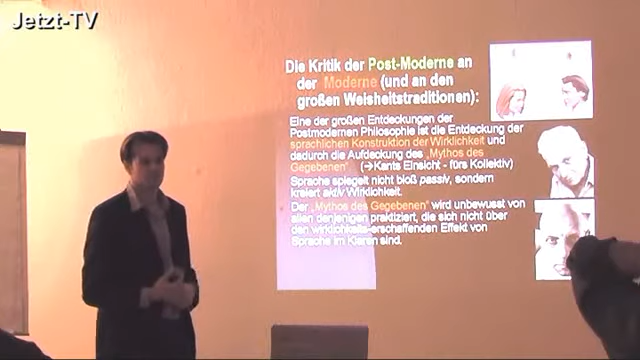 Jetzt-TV
Die Kritik der Post-Moderne an
der Moderne (und an den
großen Weisheitstraditionen):
Eine der großen Entdeckungen der
Postmodernen Philosophie ist die Entdeckung der
sprachlichen Konstruktion der Wirklichkeit und
dadurch die Aufdeckung des „Mythos des
Gegebenen". (→Kants Einsicht - fürs Kollektiv)
Sprache spiegelt nicht bloß passiv, sondern
kreiert aktiv Wirklichkeit.
Der „Mythos des Gegebenen" wird unbewusst von
allen denjenigen praktiziert, die sich nicht über
den wirklichkeits-erschaffenden Effekt von
Sprache im Klaren sind.